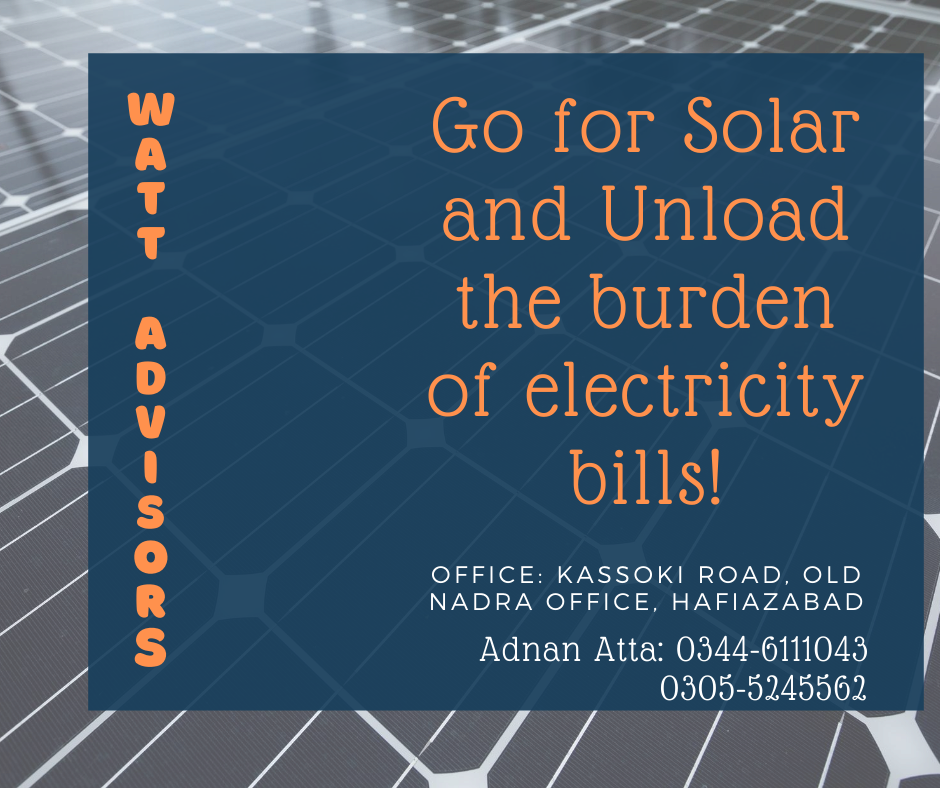 WATT ADVISORS
Go for Solar
and Unload
the burden
of electricity
bills!
OFFICE: KASSOKI ROAD, OLD
NADRA OFFICE, HAFIAZABAD
Adnan Atta: 0344-6111043
0305-5245562